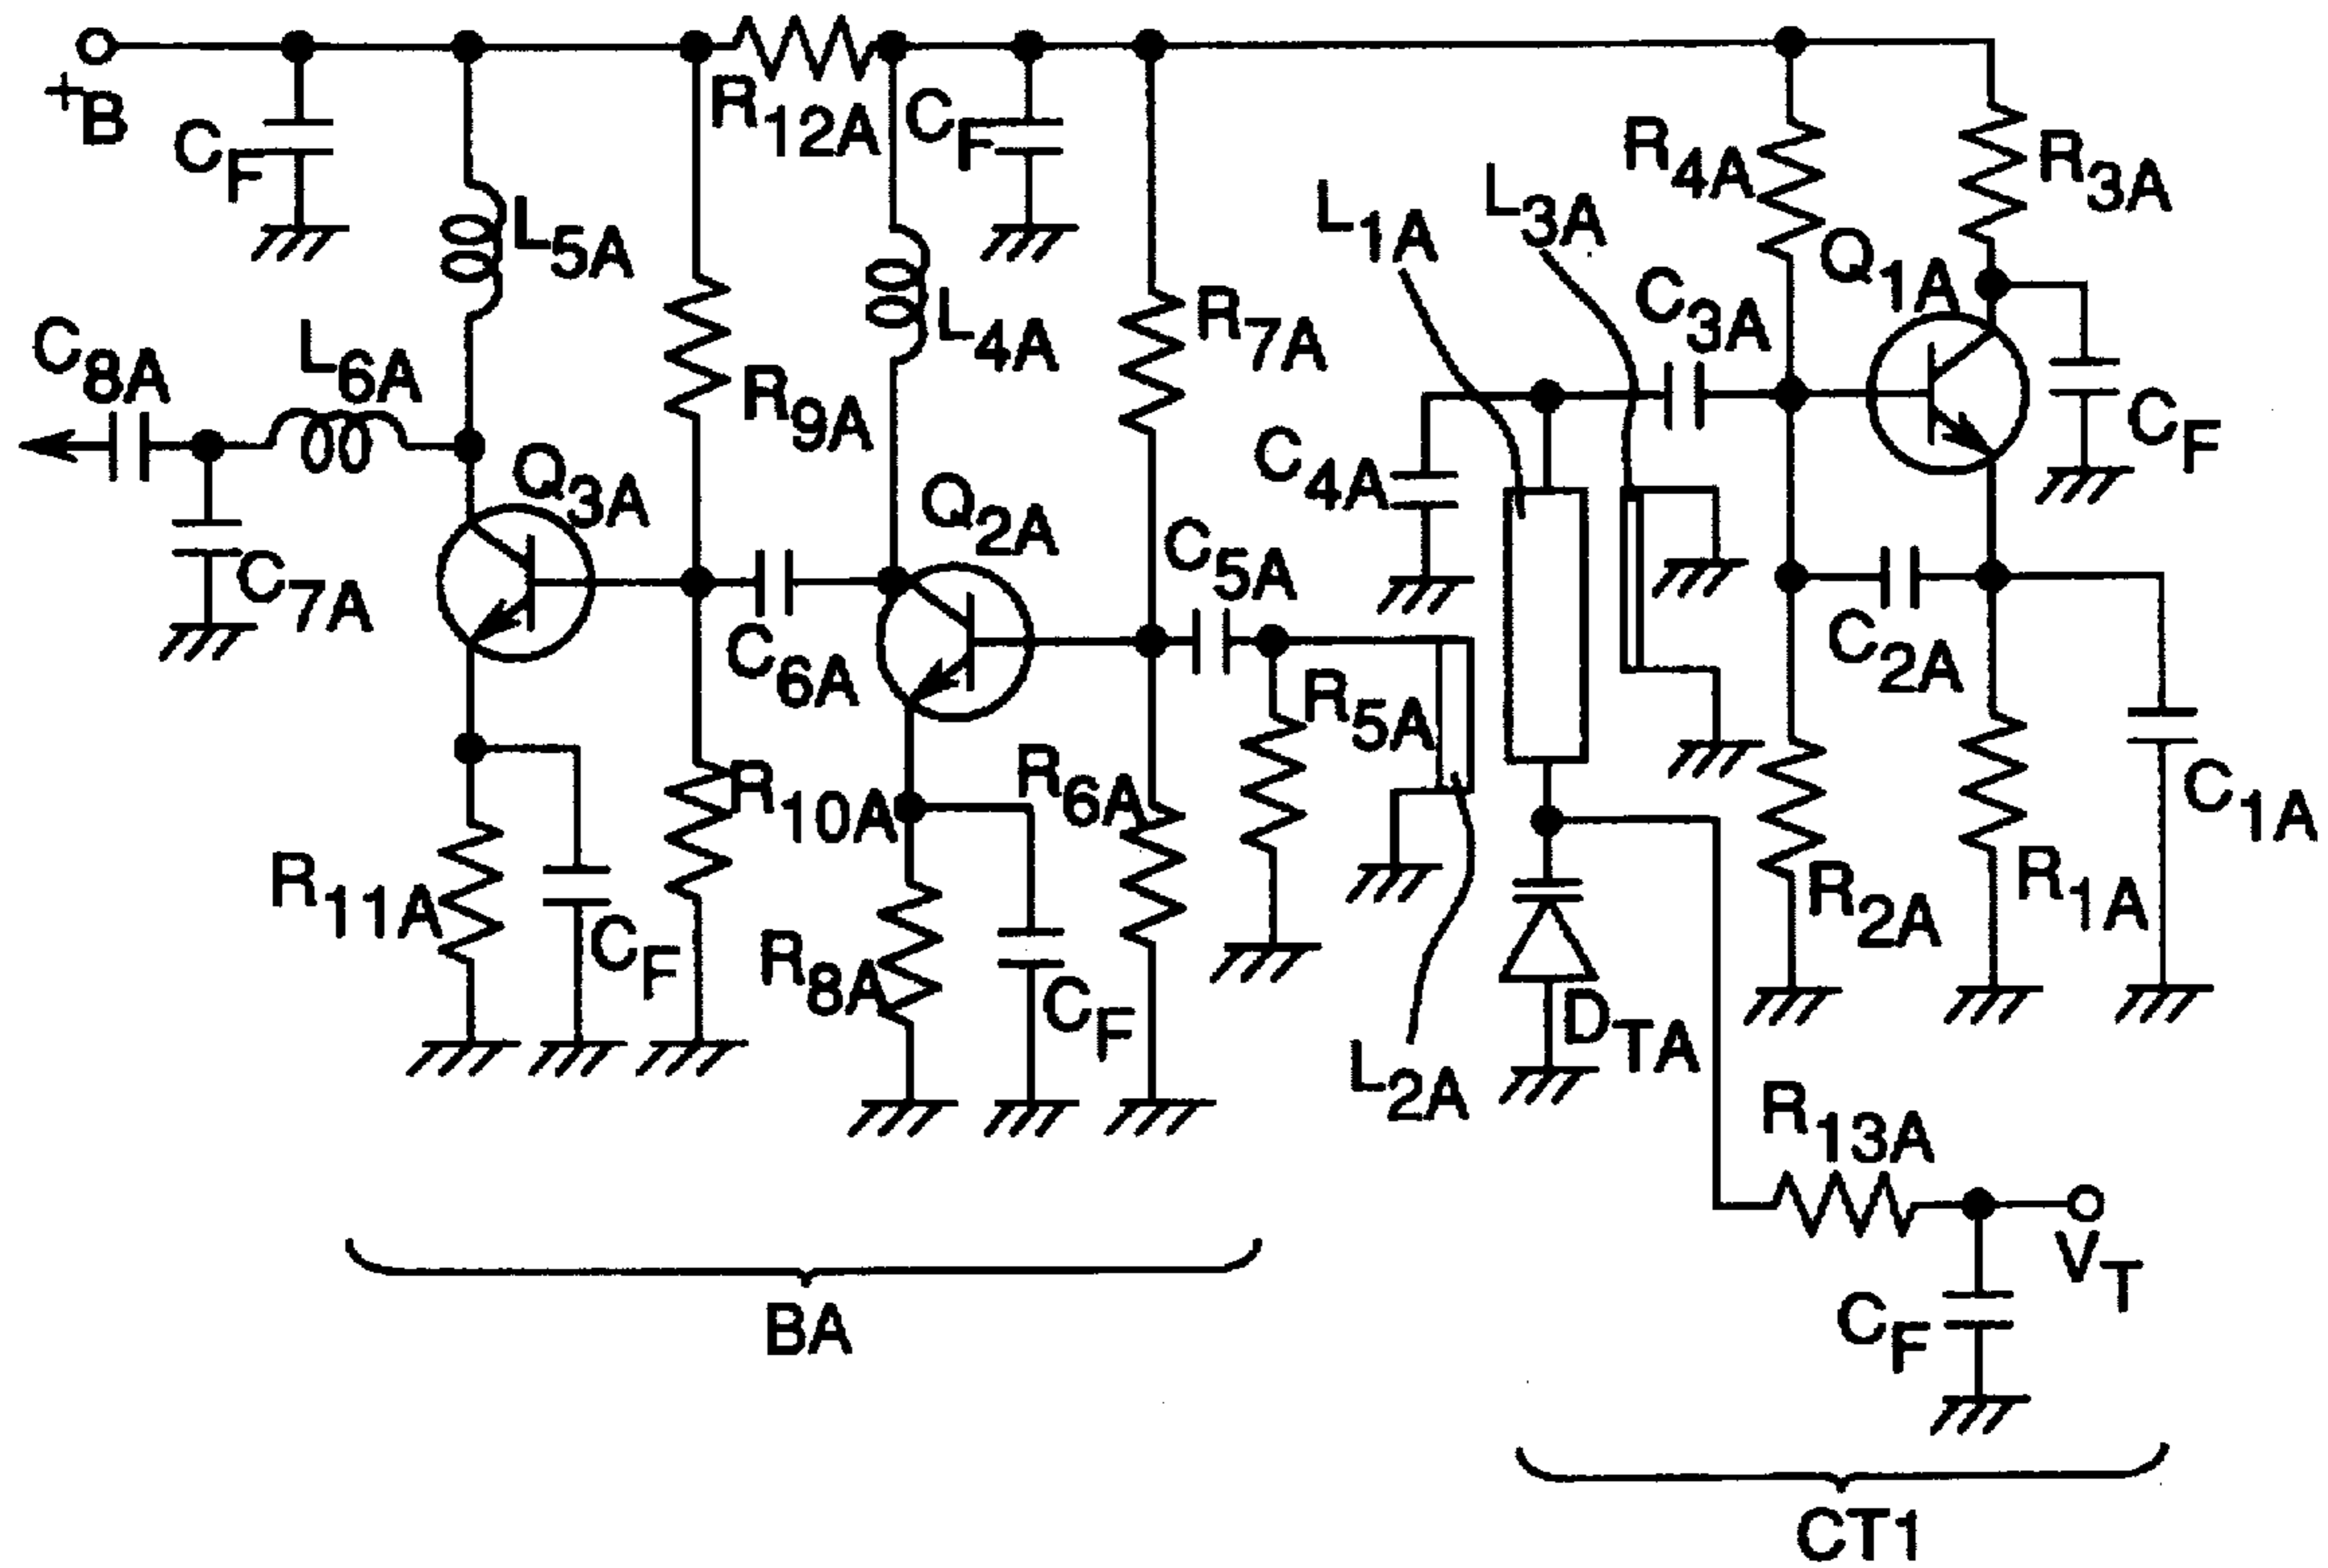 +B
CF
R12A
CF
L5A
L4A
R9A
R7A
L1A
L3A
R4A
R3A
C3A
Q1A
CF
C8A
L6A
Q3A
Q2A
C5A
C4A
C7A
C6A
C2A
R5A
R10A
R6A
R11A
CF
R8A
CF
L2A
DTA
R2A
R1A
C1A
R13A
VT
CF
BA
CT1